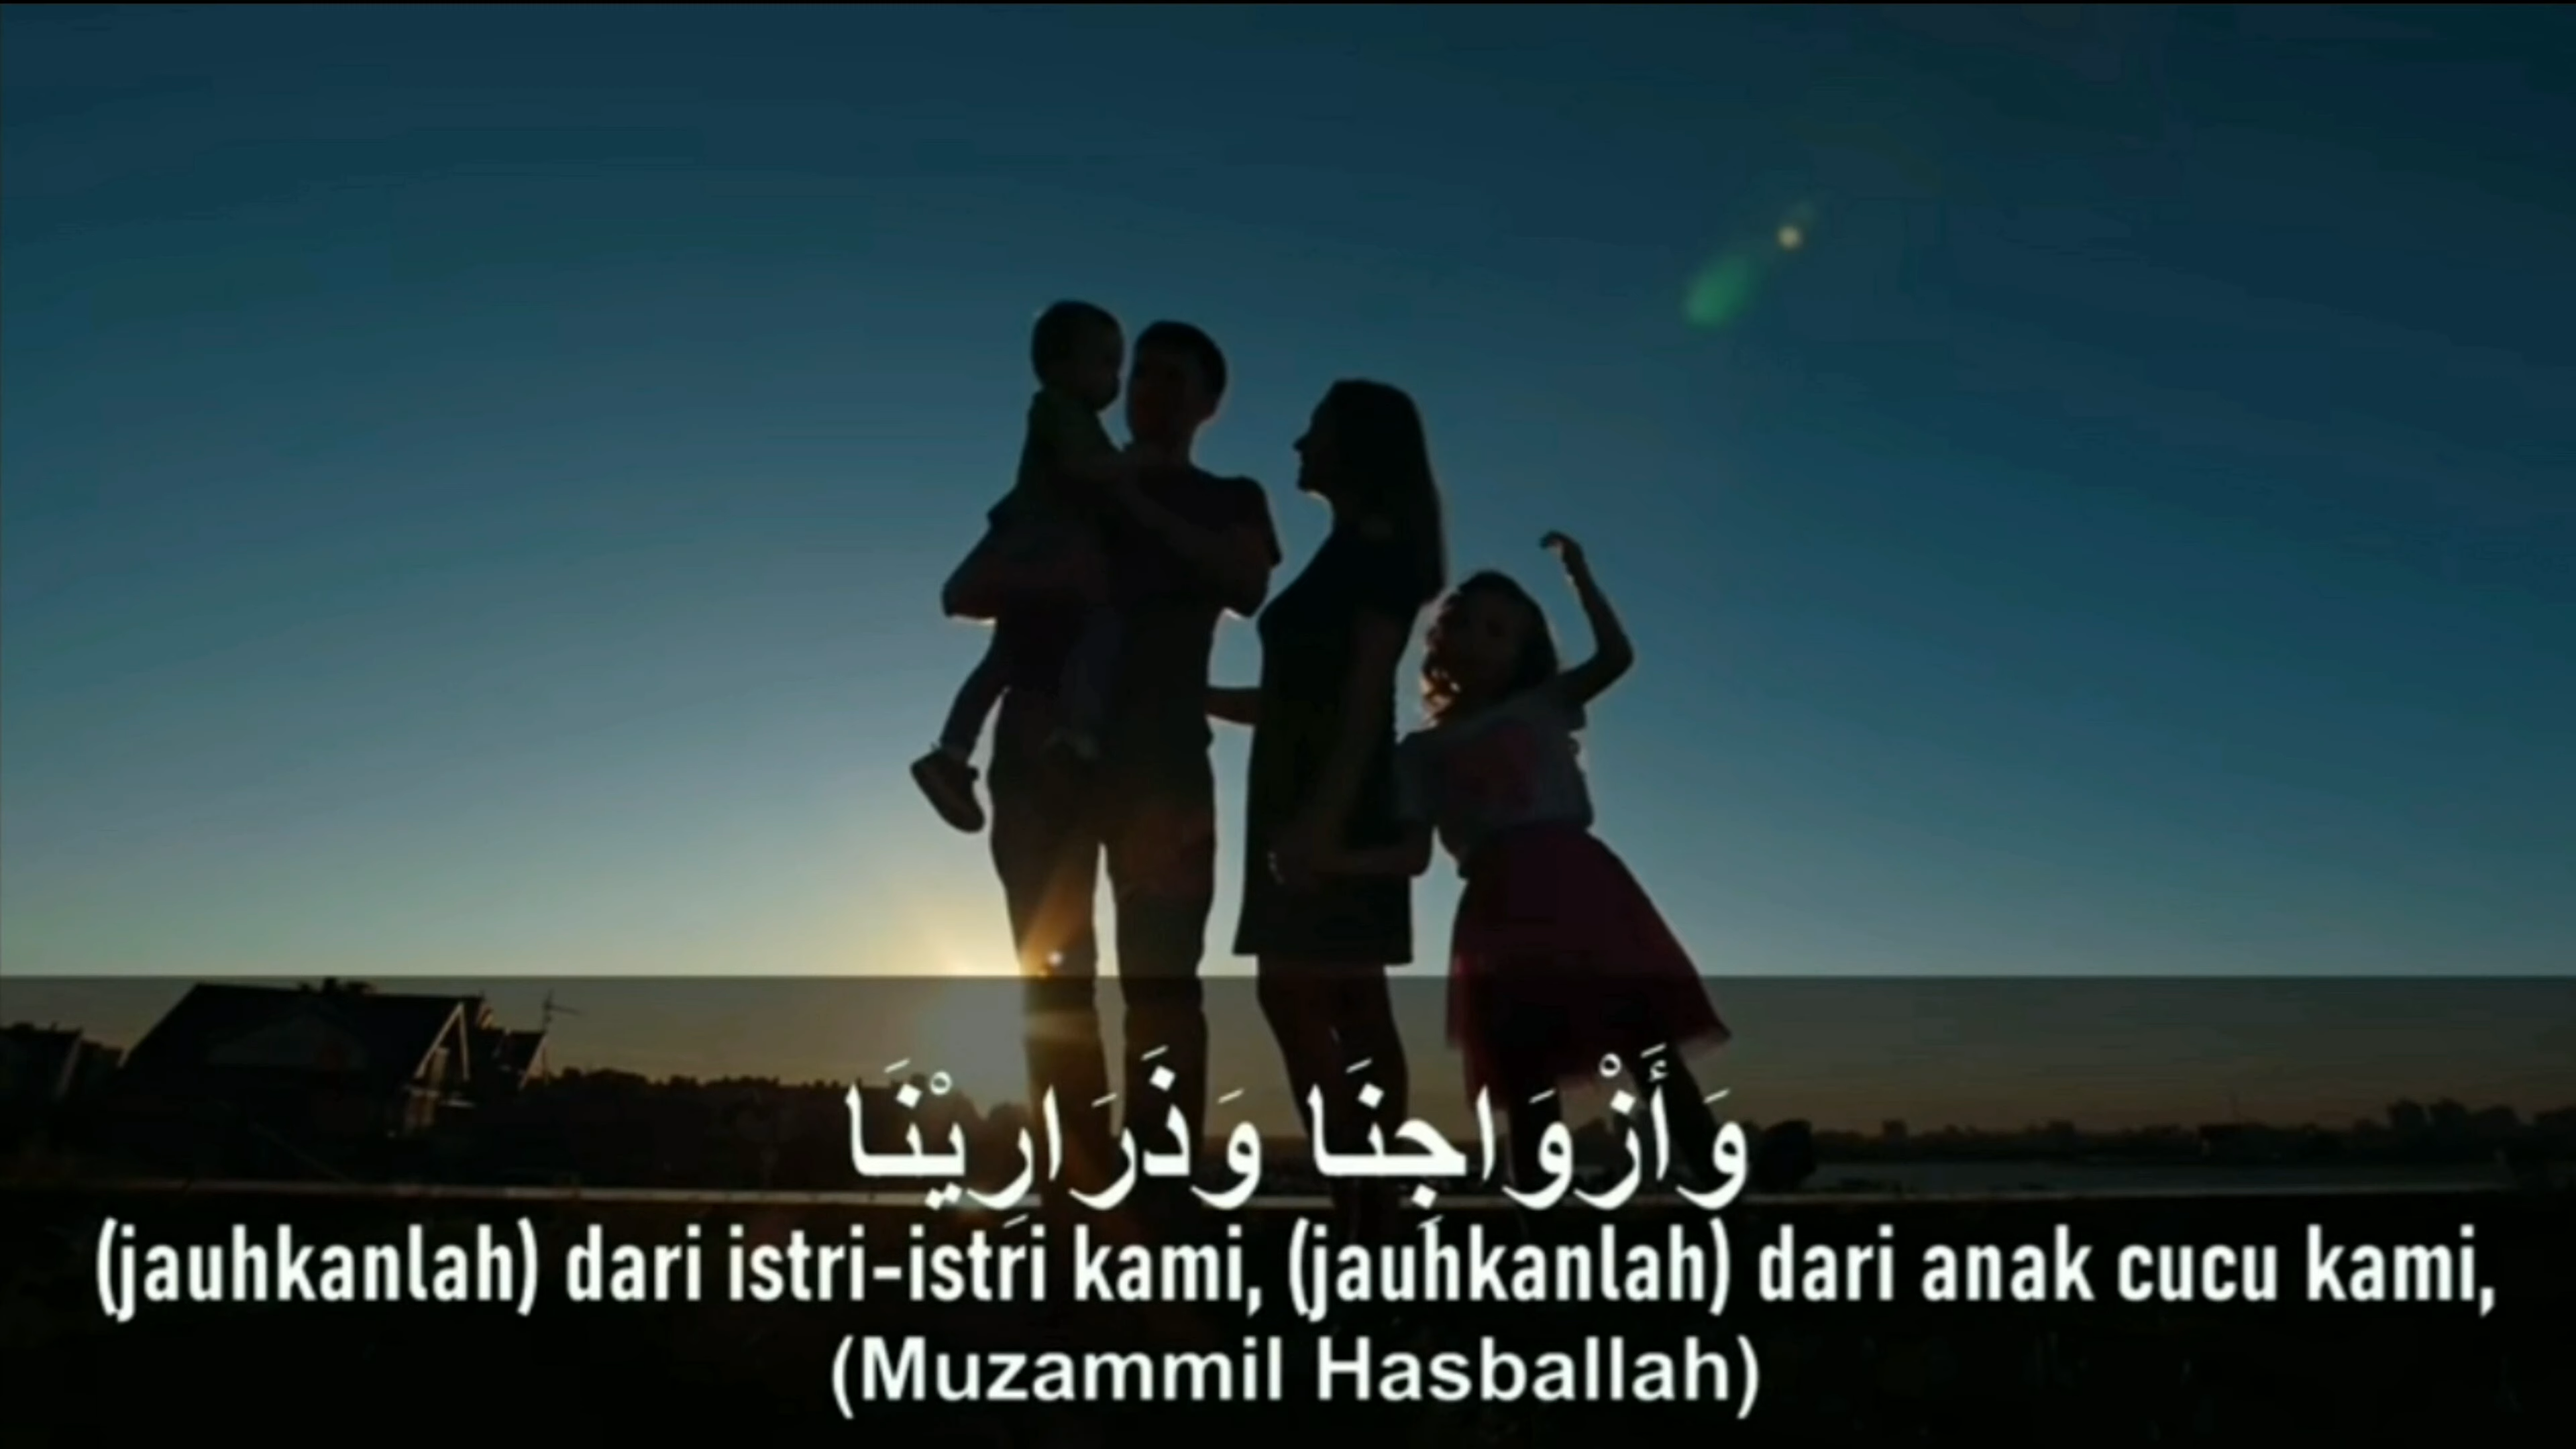 وَأَزْوَاجِنَا وَذَرَارِيْنَا
(jauhkanlah) dari istri-istri kami, (jauhkanlah) dari anak cucu kami,
(Muzammil Hasballah)